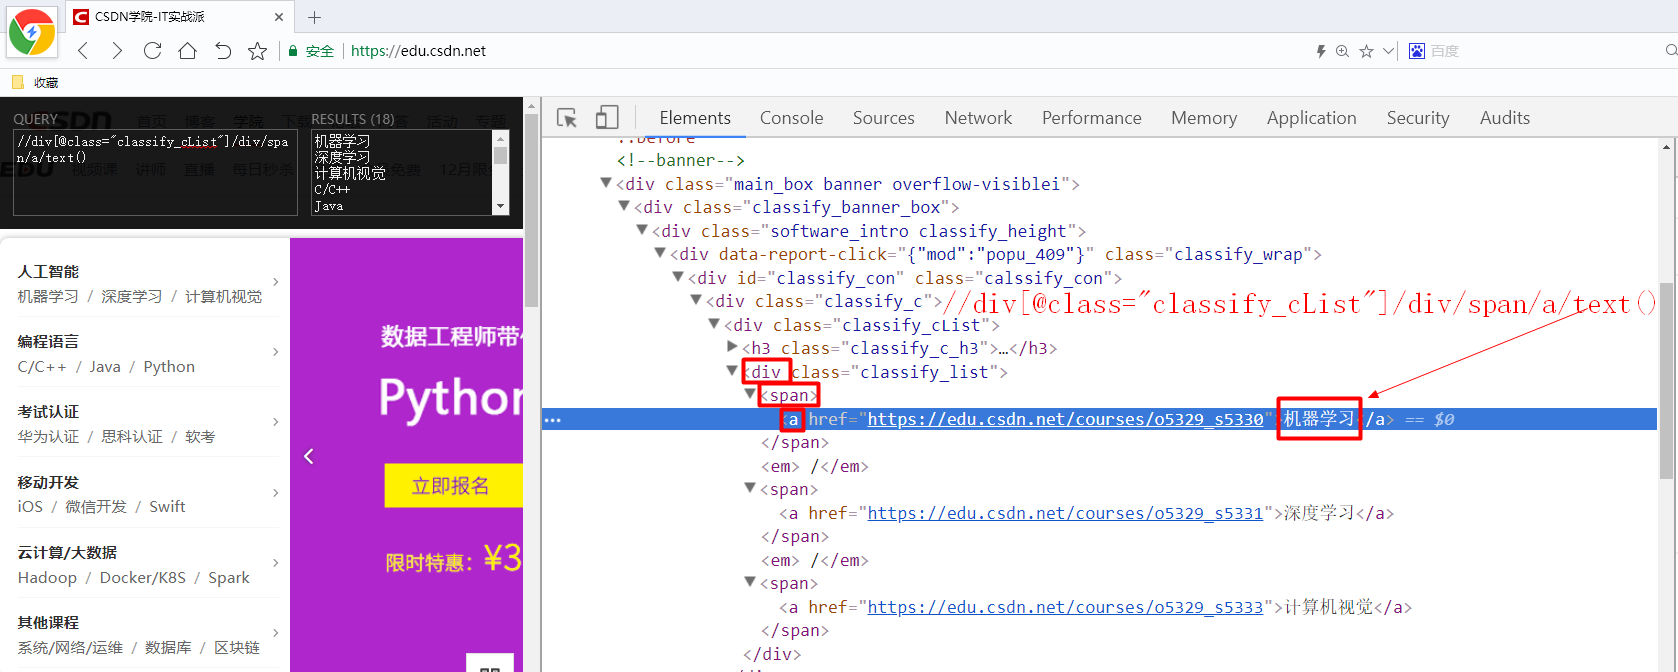 CSDN学院-IT实战派
安全
https://edu.csdn.net
百度
收藏
QUERY
//div[@class="classify_cList"]/div/spa
n/a/text()
RESULTS (18)
机器学习
深度学习
计算机视觉
C/C++
Java
人工智能
机器学习 / 深度学习 / 计算机视觉
编程语言
C/C++ / Java / Python
考试认证
华为认证 / 思科认证 / 软考
移动开发
iOS / 微信开发 / Swift
云计算/大数据
Hadoop / Docker/K8S / Spark
其他课程
系统/网络/运维 / 数据库 / 区块链
数据工程师带
Python
立即报名
限时特惠: ¥3
Elements Console Sources Network Performance Memory Application Security Audits
::before
<!--banner-->
<div class="main_box banner overflow-visiblei">
<div class="classify_banner_box">
<div class="software_intro classify_height">
<div data-report-click="{"mod":"popu_409"}" class="classify_wrap">
<div id="classify_con" class="calssify_con">
<div class="classify_c">
//div[@class="classify_cList"]/div/span/a/text()
<div class="classify_cList">
<h3 class="classify_c_h3">…</h3>
<div class="classify_list">
<span>
<a href="https://edu.csdn.net/courses/o5329_s5330">机器学习</a> == $0
</span>
<em> /</em>
<span>
<a href="https://edu.csdn.net/courses/o5329_s5331">深度学习</a>
</span>
<em> /</em>
<span>
<a href="https://edu.csdn.net/courses/o5329_s5333">计算机视觉</a>
</span>
</div>